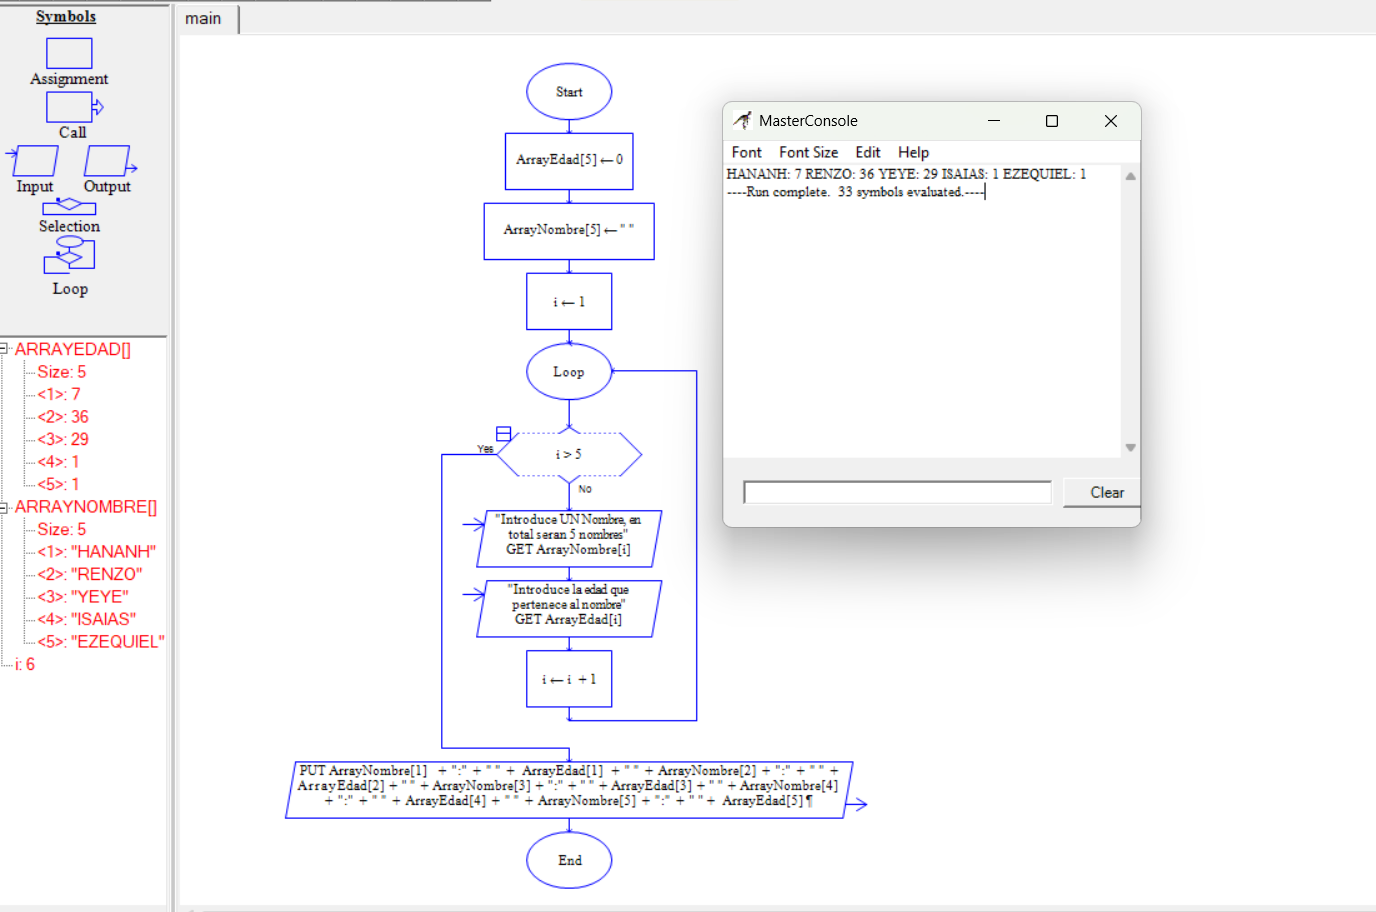 Symbols
Assignment
Call
Input Output
Selection
Loop
ARRAYEDAD[]
Size: 5
<1>: 7
<2>: 36
<3>: 29
<4>: 1
<5>: 1
ARRAYNOMBRE[]
Size: 5
<1>: "HANANH"
<2>: "RENZO"
<3>: "YEYE"
<4>: "ISAIAS"
<5>: "EZEQUIEL"
i: 6
main
Start
ArrayEdad[5] ← 0
ArrayNombre[5] ← " "
i ← 1
Loop
Yes
i > 5
No
"Introduce UN Nombre, en
total seran 5 nombres"
GET ArrayNombre[i]
"Introduce la edad que
pertenece al nombre"
GET ArrayEdad[i]
i ← i + 1
PUT ArrayNombre[1] + ":" + " " + ArrayEdad[1] + " " + ArrayNombre[2] + ":" + " " +
ArrayEdad[2] + " " + ArrayNombre[3] + ":" + " " + ArrayEdad[3] + " " + ArrayNombre[4]
+ ":" + " " + ArrayEdad[4] + " " + ArrayNombre[5] + ":" + " " + ArrayEdad[5]¶
End
MasterConsole
Font Font Size Edit Help
HANANH: 7 RENZO: 36 YEYE: 29 ISAIAS: 1 EZEQUIEL: 1
----Run complete. 33 symbols evaluated.----
Clear